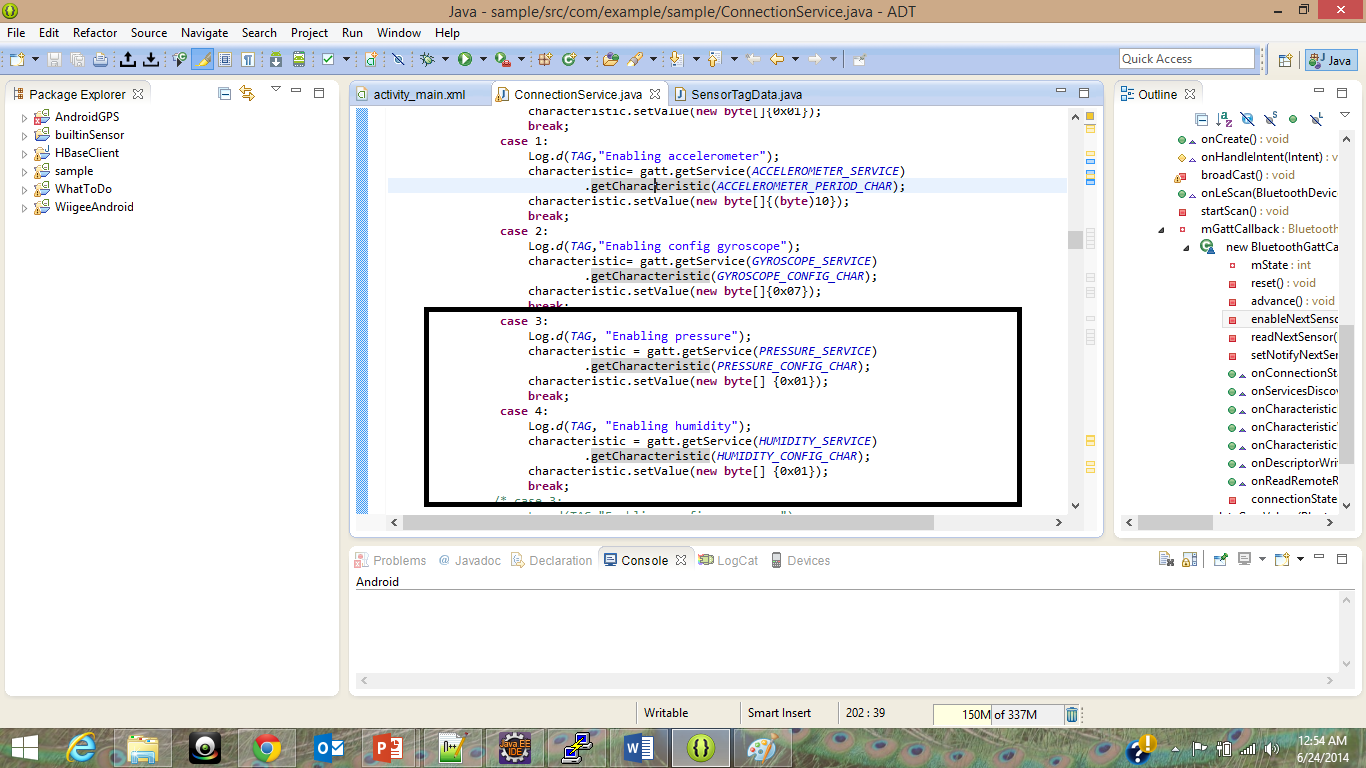 Java - sample/src/com/example/sample/ConnectionService.java - ADT
File Edit Refactor Source Navigate Search Project Run Window Help
Quick Access
Java
Package Explorer
AndroidGPS
builtinSensor
HBaseClient
sample
WhatToDo
WiigeeAndroid
activity_main.xml ConnectionService.java SensorTagData.java
characteristic.setValue(new byte[]{0x01});
break;
case 1:
Log.d(TAG,"Enabling accelerometer");
characteristic= gatt.getService(ACCELEROMETER_SERVICE)
.getCharacteristic(ACCELEROMETER_PERIOD_CHAR);
characteristic.setValue(new byte[]{(byte)10});
break;
case 2:
Log.d(TAG,"Enabling config gyroscope");
characteristic= gatt.getService(GYROSCOPE_SERVICE)
.getCharacteristic(GYROSCOPE_CONFIG_CHAR);
characteristic.setValue(new byte[]{0x07});
break;
case 3:
Log.d(TAG, "Enabling pressure");
characteristic = gatt.getService(PRESSURE_SERVICE)
.getCharacteristic(PRESSURE_CONFIG_CHAR);
characteristic.setValue(new byte[] {0x01});
break;
case 4:
Log.d(TAG, "Enabling humidity");
characteristic = gatt.getService(HUMIDITY_SERVICE)
.getCharacteristic(HUMIDITY_CONFIG_CHAR);
characteristic.setValue(new byte[] {0x01});
break;
/* case 3:
Outline
onCreate() : void
onHandleIntent(Intent) : v
broadCast() : void
onLeScan(BluetoothDevic
startScan() : void
mGattCallback : Bluetooth
new BluetoothGattCa
mState : int
reset() : void
advance() : void
enableNextSenso
readNextSensor(
setNotifyNextSer
onConnectionSt
onServicesDisco
onCharacteristic
onCharacteristic
onCharacteristic
onDescriptorWri
onReadRemoteR
connectionState
Problems @ Javadoc Declaration Console LogCat Devices
Android
Writable Smart Insert 202 : 39 150M of 337M
Java EE
IDE
12:54 AM
6/24/2014